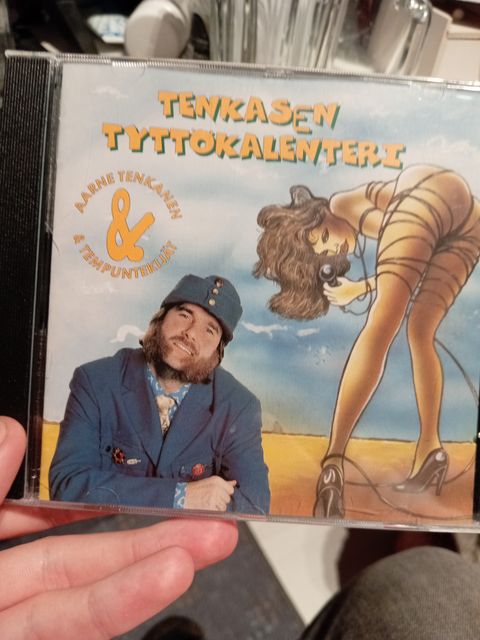 TENKASEN
TYTTÖKALENTERI
AARNE TENKANEN
&
& TEMPUNTEKIJÄT